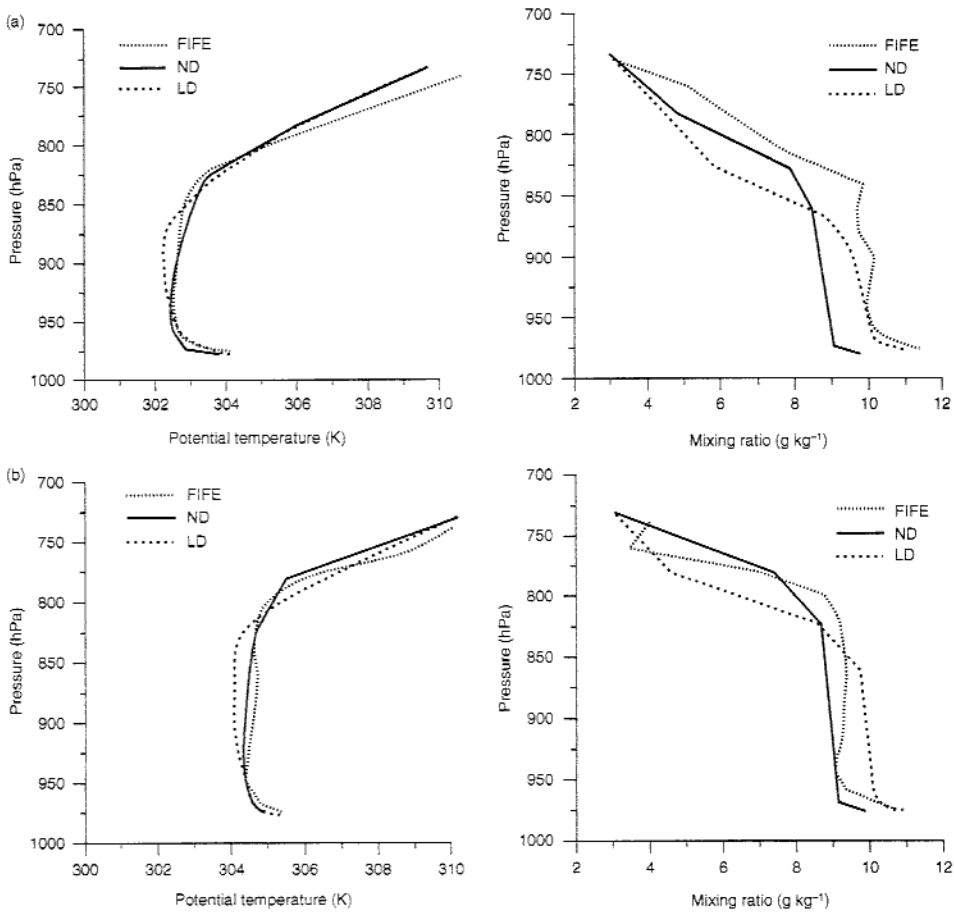 (a)
FIFE
ND
LD
700
750
800
850
900
950
1000
Pressure (hPa)
300
302
304
306
308
310
Potential temperature (K)
FIFE
ND
LD
700
750
800
850
900
950
1000
Pressure (hPa)
2
4
6
8
10
12
Mixing ratio (g kg⁻¹)
(b)
FIFE
ND
LD
700
750
800
850
900
950
1000
Pressure (hPa)
300
302
304
306
308
310
Potential temperature (K)
FIFE
ND
LD
700
750
800
850
900
950
1000
Pressure (hPa)
2
4
6
8
10
12
Mixing ratio (g kg⁻¹)